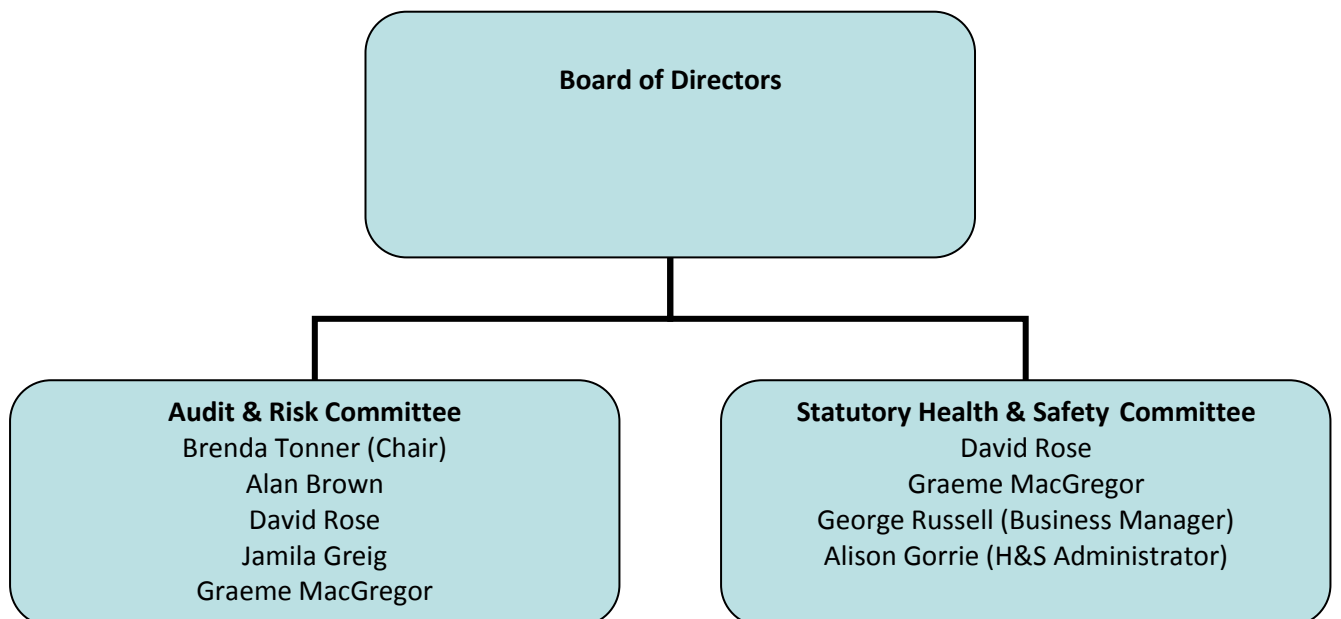 Board of Directors
Audit & Risk Committee
Brenda Tonner (Chair)
Alan Brown
David Rose
Jamila Greig
Graeme MacGregor
Statutory Health & Safety Committee
David Rose
Graeme MacGregor
George Russell (Business Manager)
Alison Gorrie (H&S Administrator)